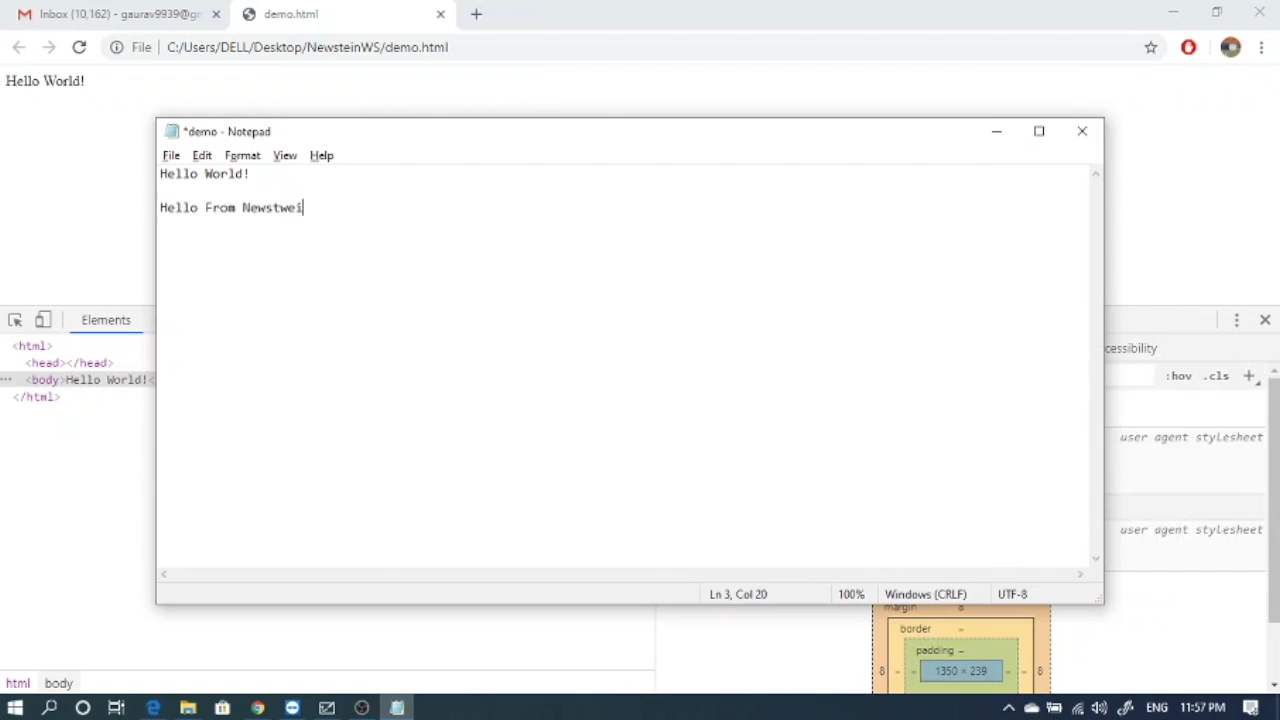 Inbox (10,162) - gaurav9939@gm
demo.html
File
C:/Users/DELL/Desktop/NewsteinWS/demo.html
Hello World!
*demo - Notepad
File Edit Format View Help
Hello World!
Hello From Newstwei
Elements
<html>
<head></head>
<body>Hello World!<
</html>
cessibility
:hov .cls
user agent stylesheet
user agent stylesheet
Ln 3, Col 20
100%
Windows (CRLF)
UTF-8
margin 8
border -
padding -
8 - - 1350 × 239 - - 8
html body
ENG 11:57 PM